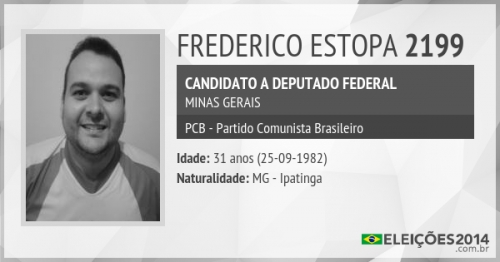 FREDERICO ESTOPA 2199
CANDIDATO A DEPUTADO FEDERAL
MINAS GERAIS
PCB - Partido Comunista Brasileiro
Idade: 31 anos (25-09-1982)
Naturalidade: MG - Ipatinga
ELEIÇÕES2014
.com.br